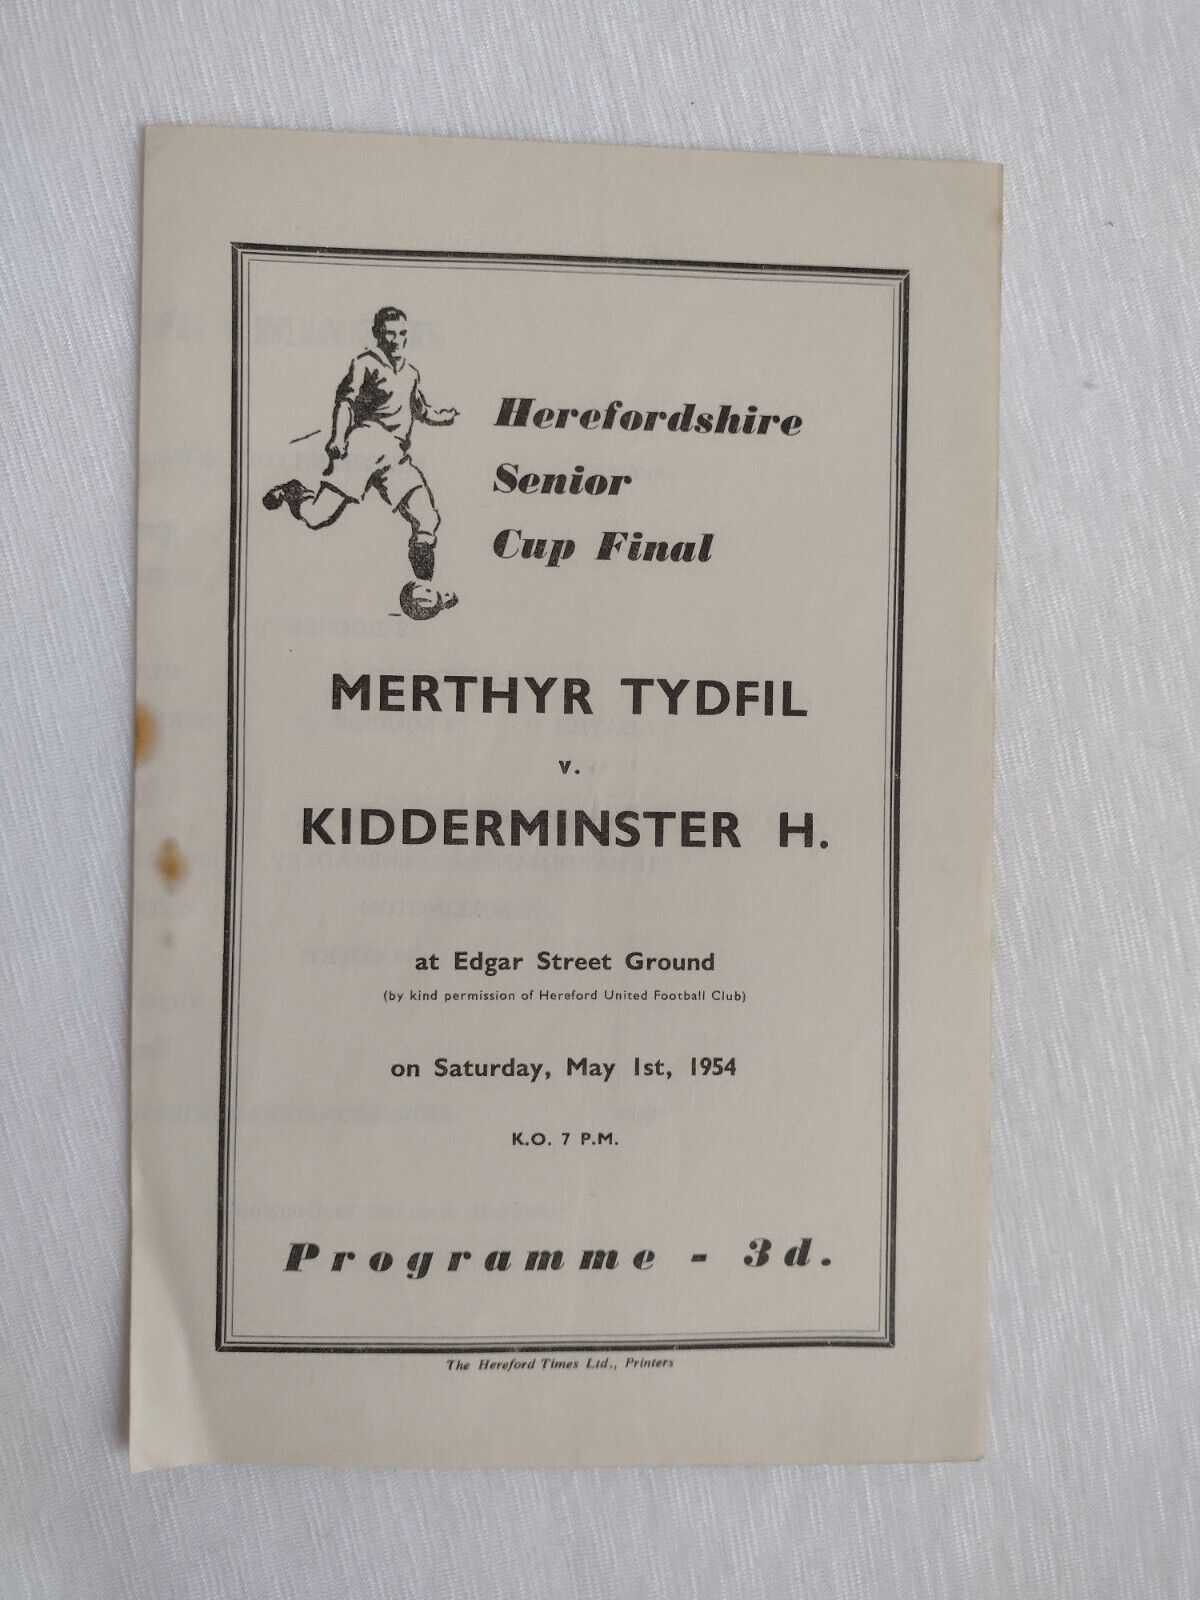 Herefordshire
Senior
Cup Final
MERTHYR TYDFIL
v.
KIDDERMINSTER H.
at Edgar Street Ground
(by kind permission of Hereford United Football Club)
on Saturday, May 1st, 1954
K.O. 7 P.M.
Programme - 3d.
The Hereford Times Ltd., Printers